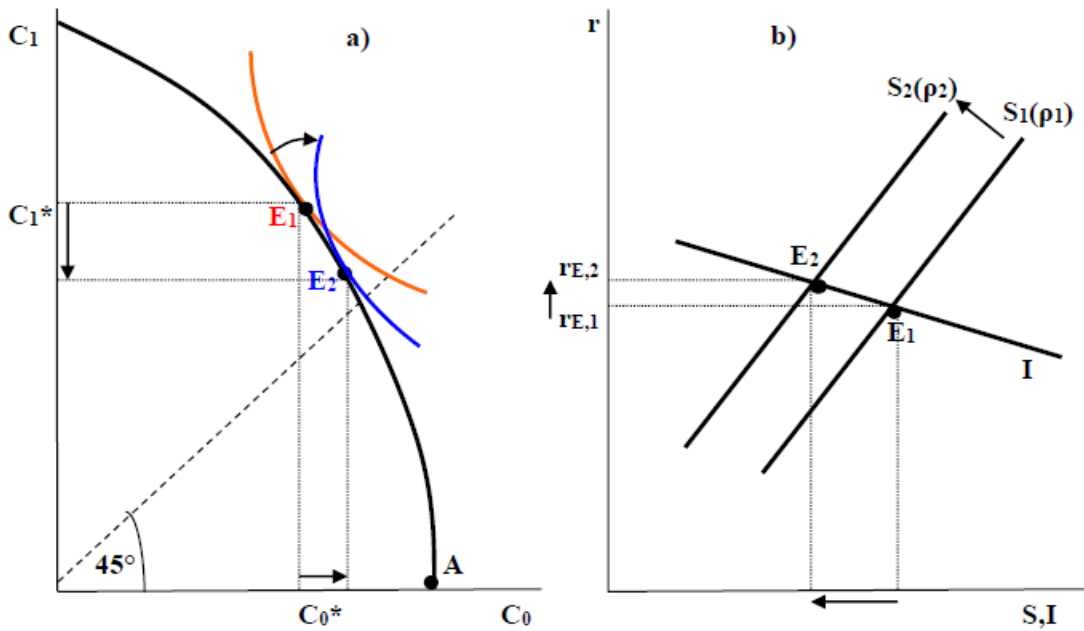 C₁
a)
C₁*
E₁
E₂
45°
A
C₀*
C₀
r
b)
S₂(ρ₂)
S₁(ρ₁)
E₂
rE,2
rE,1
E₁
I
S,I